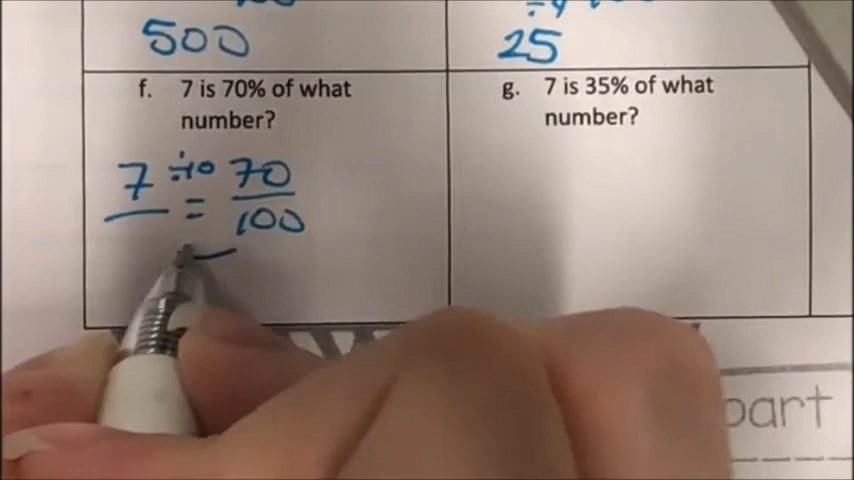 500
25
f. 7 is 70% of what
number?
g. 7 is 35% of what
number?
7 ÷10 70
=
100
part